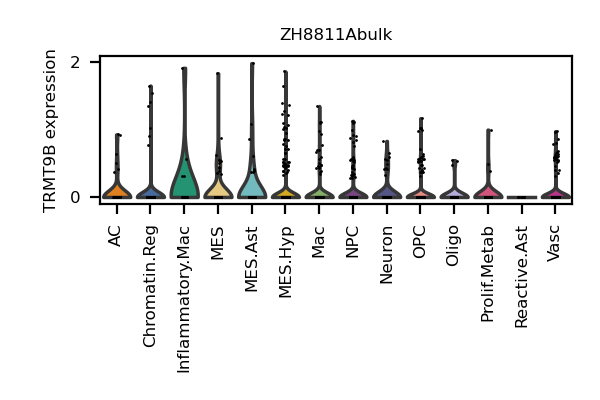 ZH8811Abulk
TRMT9B expression
2
0
AC
Chromatin.Reg
Inflammatory.Mac
MES
MES.Ast
MES.Hyp
Mac
NPC
Neuron
OPC
Oligo
Prolif.Metab
Reactive.Ast
Vasc